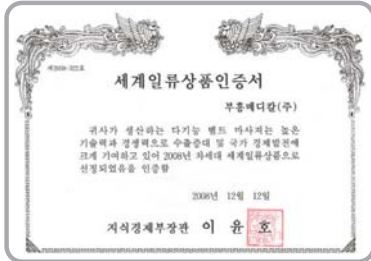 세계일류상품인증서
부흥메디칼(주)
귀사가 생산하는 다기능 벨트 마사지는 높은
기술력과 경쟁력으로 수출증대 및 국가 경제발전에
크게 기여하고 있어 2008년 차세대 세계일류상품으로
선정되었음을 인증함
2008년 12월 12일
지식경제부장관 이 윤 호